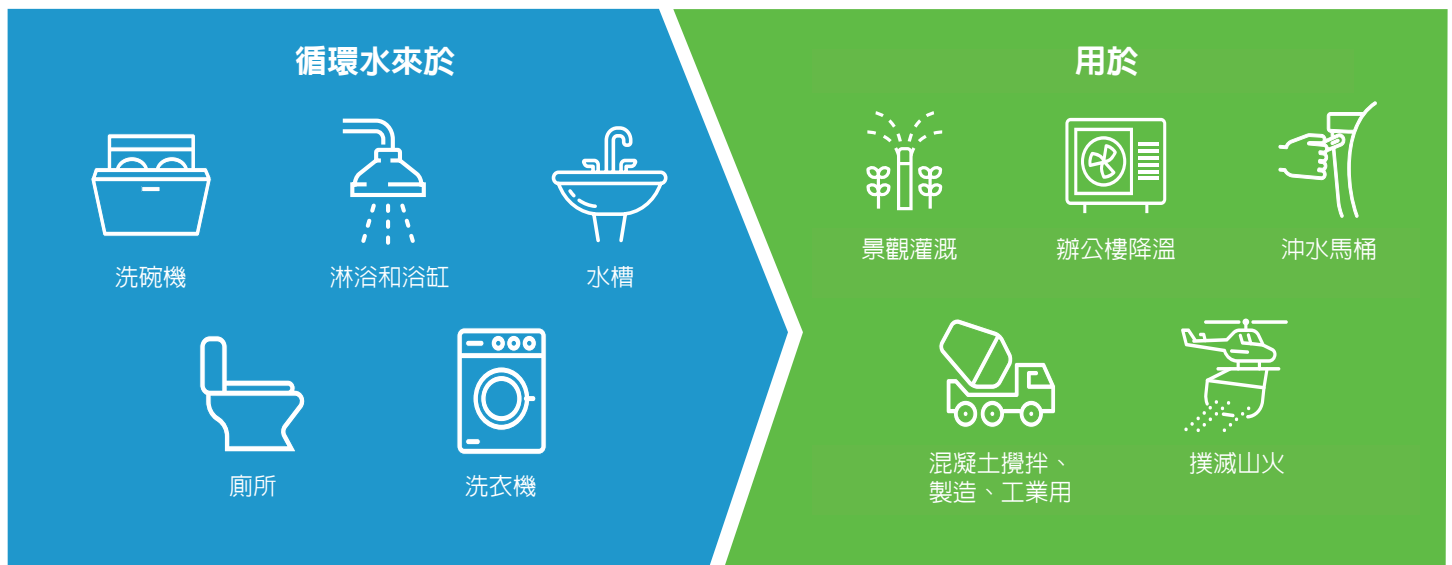 循環水來於
洗碗機
淋浴和浴缸
水槽
廁所
洗衣機
用於
景觀灌溉
辦公樓降溫
沖水馬桶
混凝土攪拌、
製造、工業用
撲滅山火